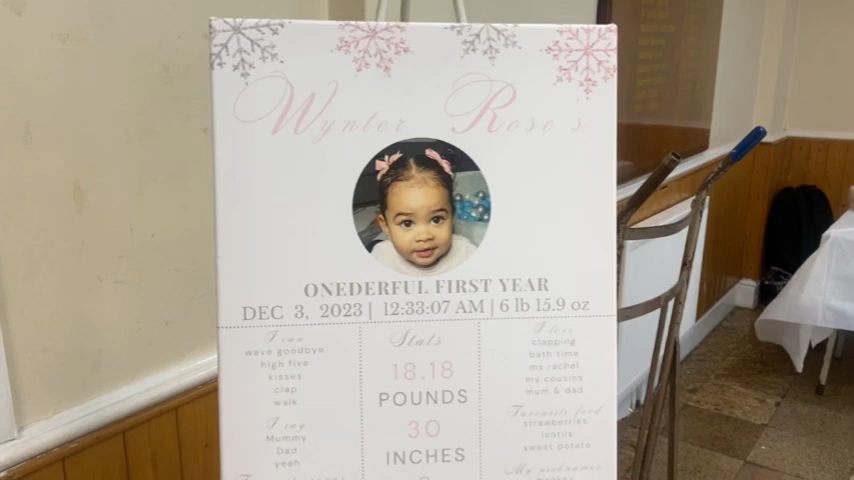 Wynter Rose's
ONEDERFUL FIRST YEAR
DEC 3, 2023 | 12:33:07 AM | 6 lb 15.9 oz
I can
wave goodbye
high five
kisses
clap
walk
I say
Mummy
Dad
yeah
Stats
18.18
POUNDS
30
INCHES
I love
clapping
bath time
ms rachel
my cousins
mum & dad
Favourite food
strawberries
lentils
sweet potato
My nicknames